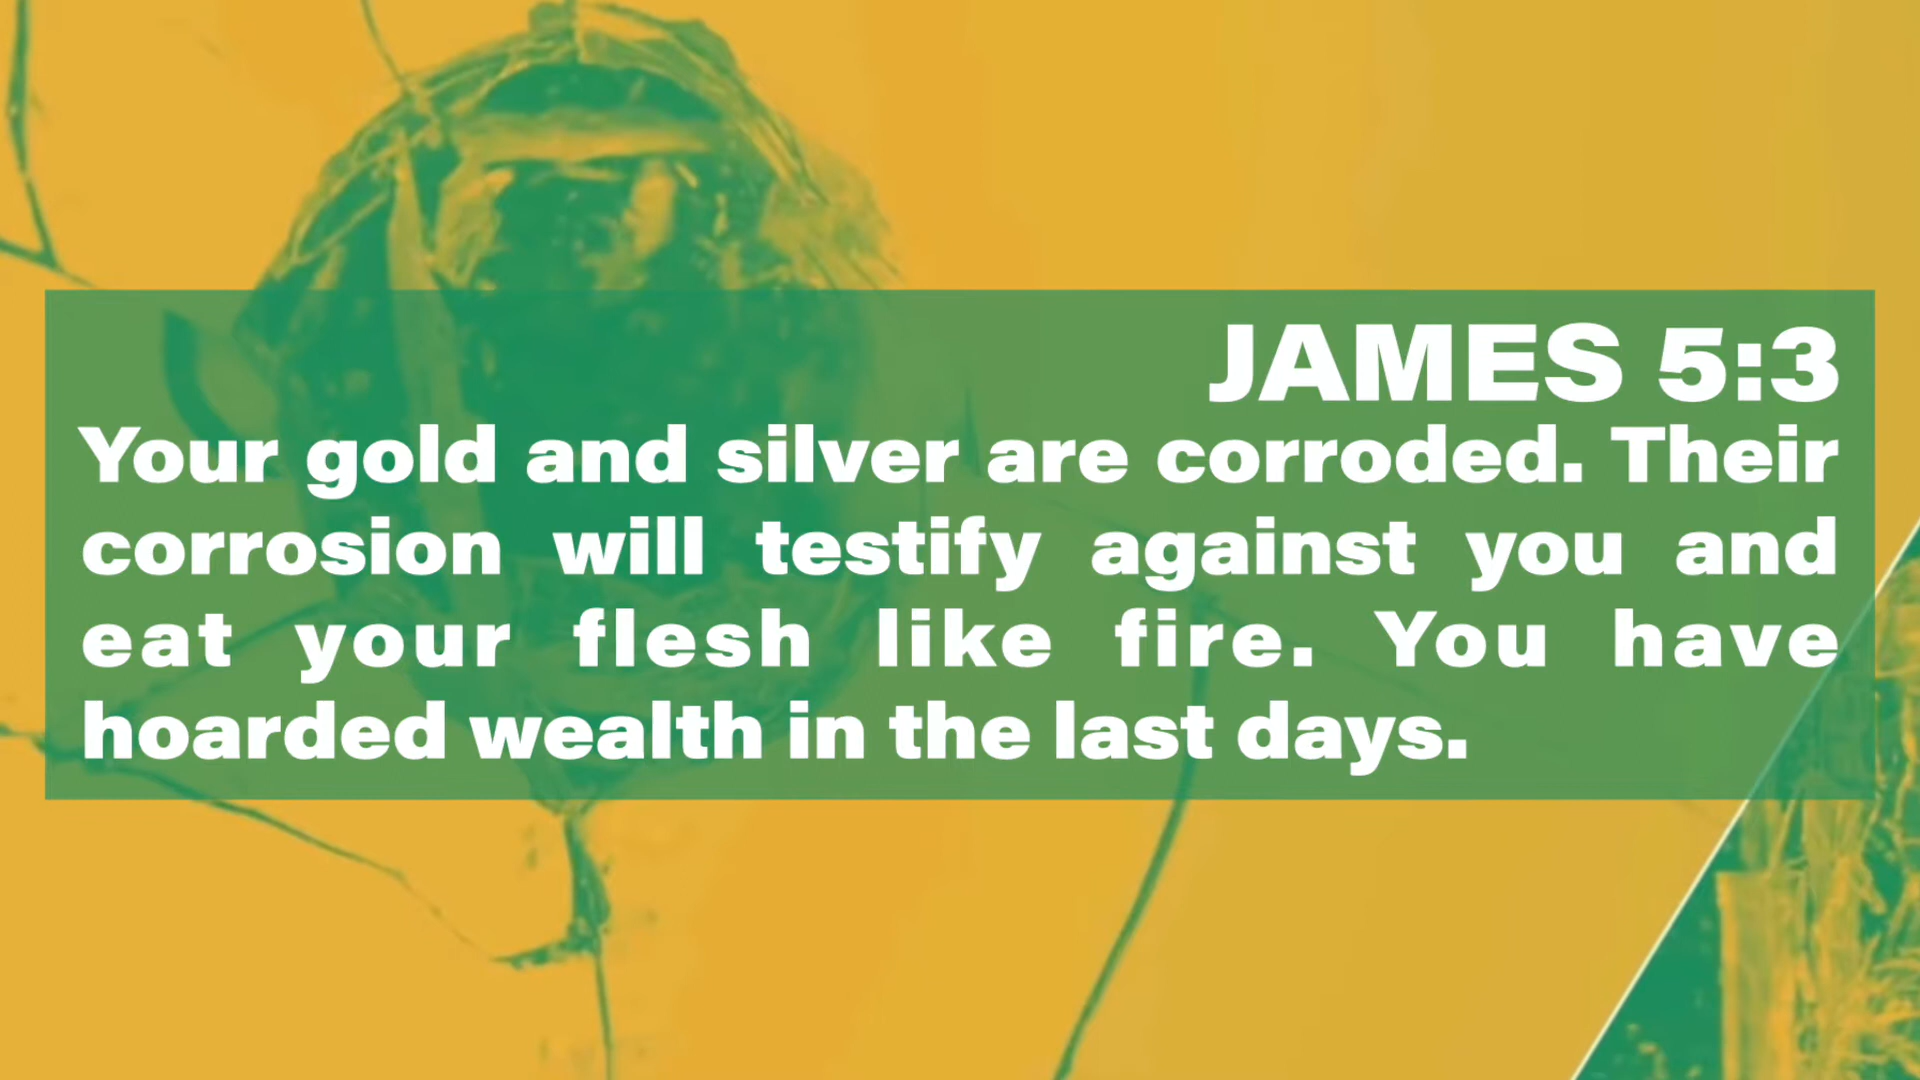 JAMES 5:3
Your gold and silver are corroded. Their
corrosion will testify against you and
eat your flesh like fire. You have
hoarded wealth in the last days.